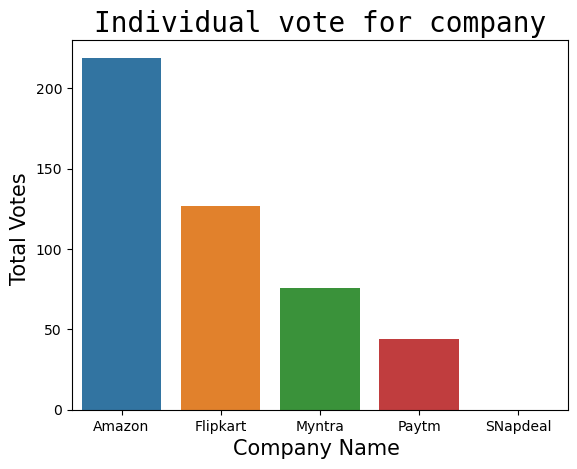 Individual vote for company
Total Votes
200
150
100
50
0
Amazon Flipkart Myntra Paytm SNapdeal
Company Name